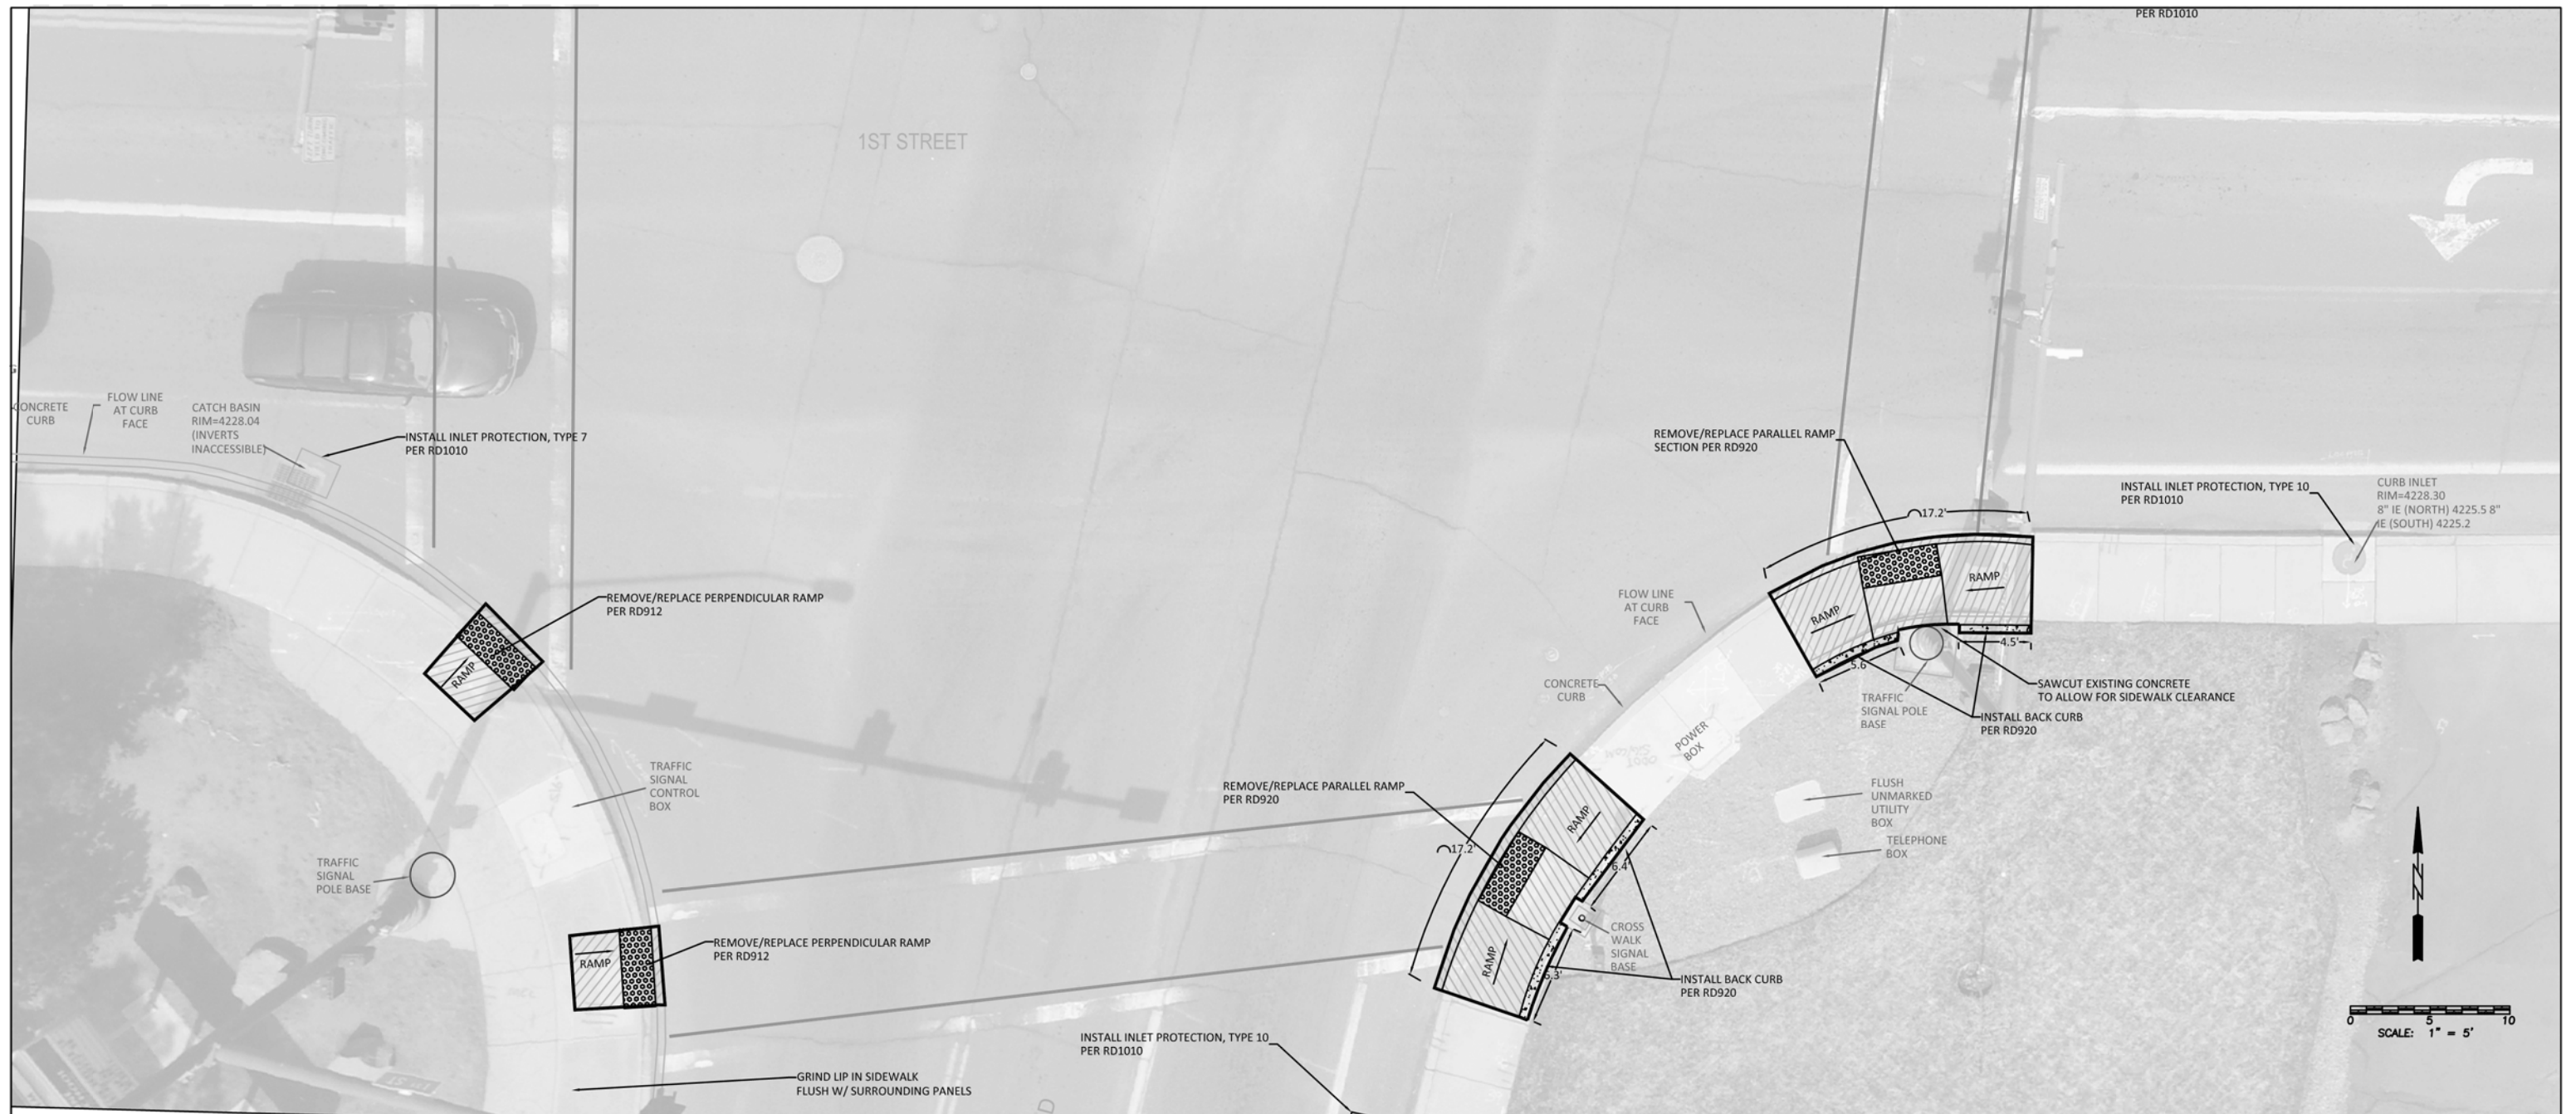 PER RD1010
1ST STREET
CONCRETE
CURB
FLOW LINE
AT CURB
FACE
CATCH BASIN
RIM=4228.04
(INVERTS
INACCESSIBLE)
INSTALL INLET PROTECTION, TYPE 7
PER RD1010
REMOVE/REPLACE PARALLEL RAMP
SECTION PER RD920
INSTALL INLET PROTECTION, TYPE 10
PER RD1010
CURB INLET
RIM=4228.30
8" IE (NORTH) 4225.5 8"
IE (SOUTH) 4225.2
17.2'
REMOVE/REPLACE PERPENDICULAR RAMP
PER RD912
RAMP
FLOW LINE
AT CURB
FACE
RAMP
RAMP
5.6'
4.5'
CONCRETE
CURB
TRAFFIC
SIGNAL POLE
BASE
SAWCUT EXISTING CONCRETE
TO ALLOW FOR SIDEWALK CLEARANCE
INSTALL BACK CURB
PER RD920
POWER
BOX
TRAFFIC
SIGNAL
CONTROL
BOX
REMOVE/REPLACE PARALLEL RAMP
PER RD920
RAMP
17.2'
6.4'
FLUSH
UNMARKED
UTILITY
BOX
TELEPHONE
BOX
TRAFFIC
SIGNAL
POLE BASE
REMOVE/REPLACE PERPENDICULAR RAMP
PER RD912
RAMP
RAMP
CROSS
WALK
SIGNAL
BASE
INSTALL BACK CURB
PER RD920
INSTALL INLET PROTECTION, TYPE 10
PER RD1010
GRIND LIP IN SIDEWALK
FLUSH W/ SURROUNDING PANELS
N
0 5 10
SCALE: 1" = 5'